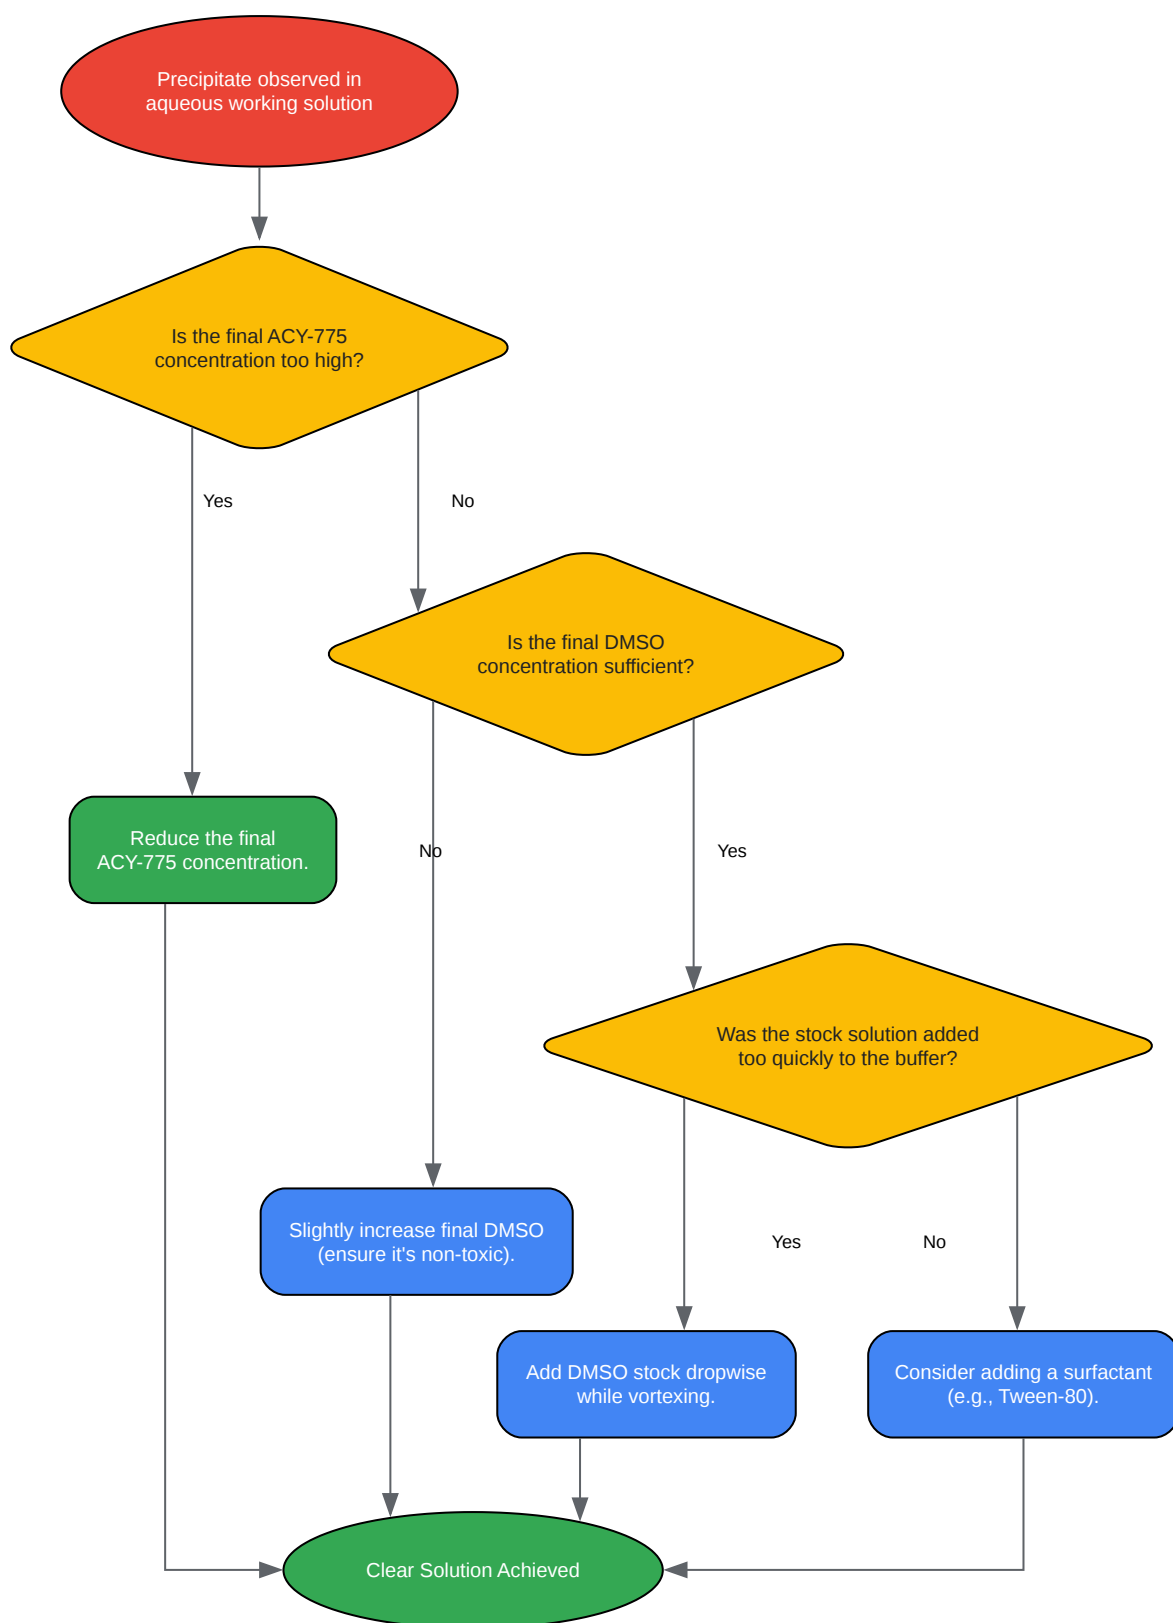 Precipitate observed in
aqueous working solution
Is the final ACY-775
concentration too high?
Yes
No
Is the final DMSO
concentration sufficient?
Reduce the final
ACY-775 concentration.
No
Yes
Was the stock solution added
too quickly to the buffer?
Slightly increase final DMSO
(ensure it's non-toxic).
Yes
No
Add DMSO stock dropwise
while vortexing.
Consider adding a surfactant
(e.g., Tween-80).
Clear Solution Achieved